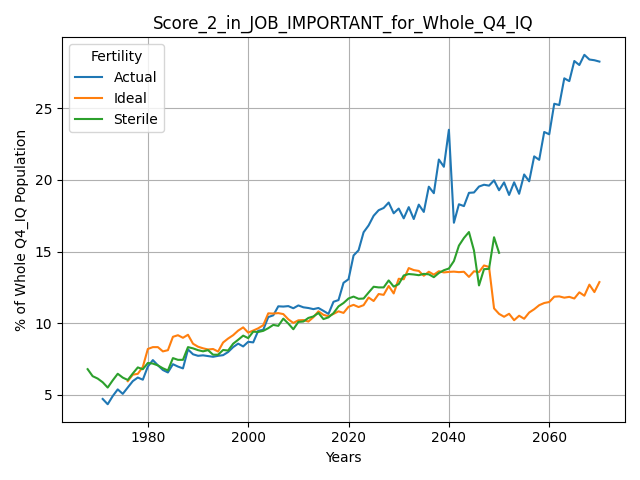 Score_2_in_JOB_IMPORTANT_for_Whole_Q4_IQ
Fertility
Actual
Ideal
Sterile
% of Whole Q4_IQ Population
25
20
15
10
5
1980 2000 2020 2040 2060
Years